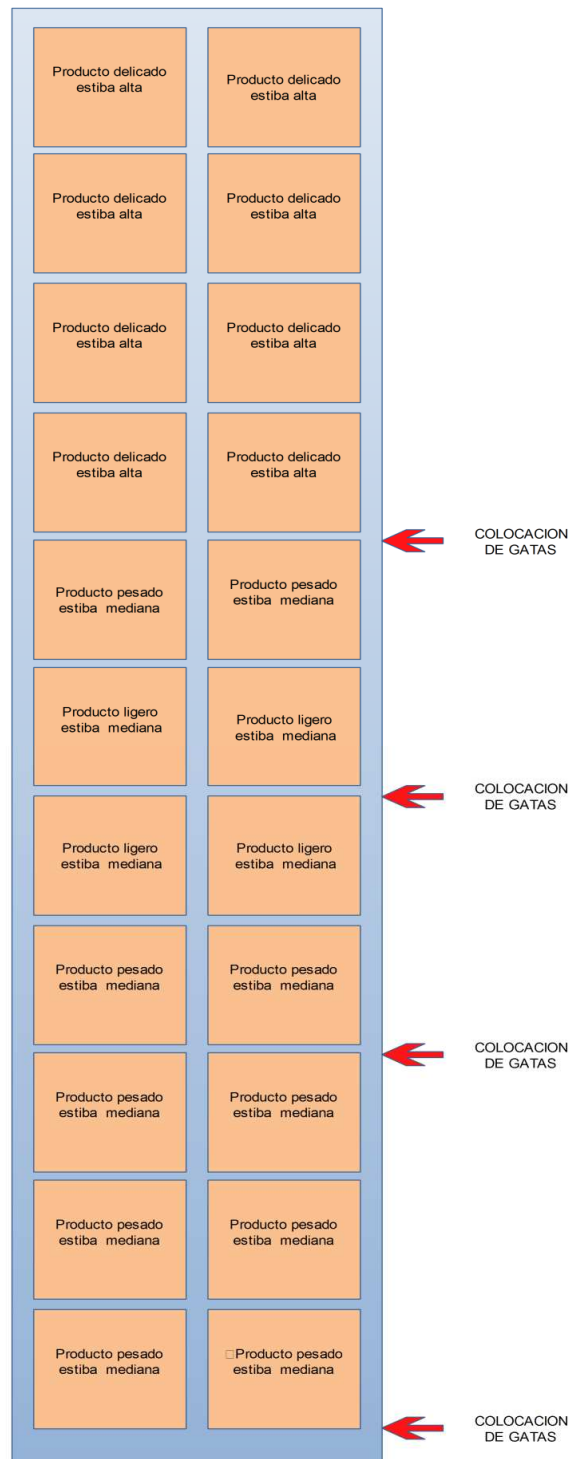 Producto delicado
estiba alta
Producto delicado
estiba alta
Producto delicado
estiba alta
Producto delicado
estiba alta
Producto delicado
estiba alta
Producto delicado
estiba alta
Producto delicado
estiba alta
Producto delicado
estiba alta
COLOCACION
DE GATAS
Producto pesado
estiba mediana
Producto pesado
estiba mediana
Producto ligero
estiba mediana
Producto ligero
estiba mediana
COLOCACION
DE GATAS
Producto ligero
estiba mediana
Producto ligero
estiba mediana
Producto pesado
estiba mediana
Producto pesado
estiba mediana
COLOCACION
DE GATAS
Producto pesado
estiba mediana
Producto pesado
estiba mediana
Producto pesado
estiba mediana
Producto pesado
estiba mediana
Producto pesado
estiba mediana
□Producto pesado
estiba mediana
COLOCACION
DE GATAS